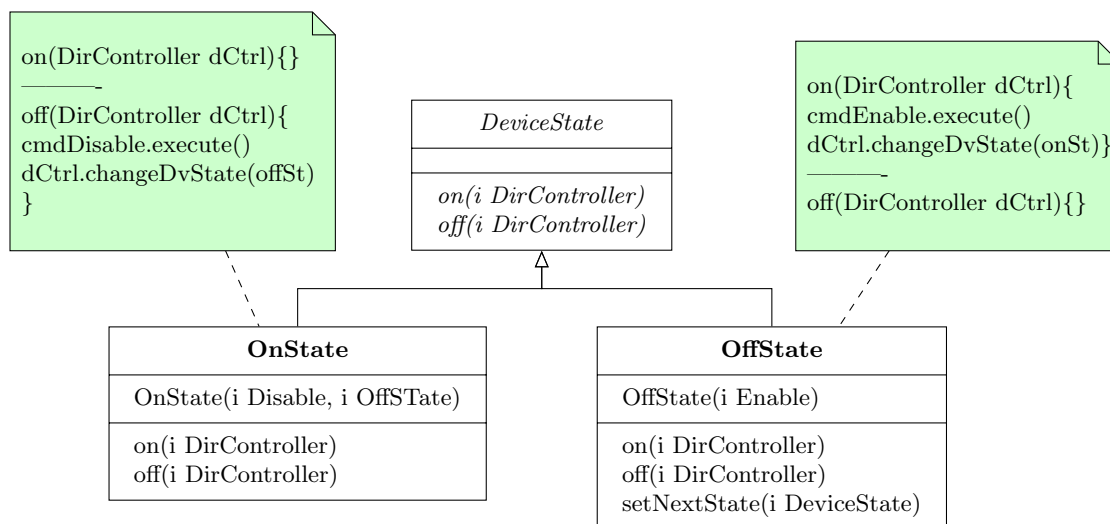 on(DirController dCtrl){}
————-
off(DirController dCtrl){
cmdDisable.execute()
dCtrl.changeDvState(offSt)
}
DeviceState
on(i DirController)
off(i DirController)
on(DirController dCtrl){
cmdEnable.execute()
dCtrl.changeDvState(onSt)}
————-
off(DirController dCtrl){}
OnState
OnState(i Disable, i OffSTate)
on(i DirController)
off(i DirController)
OffState
OffState(i Enable)
on(i DirController)
off(i DirController)
setNextState(i DeviceState)